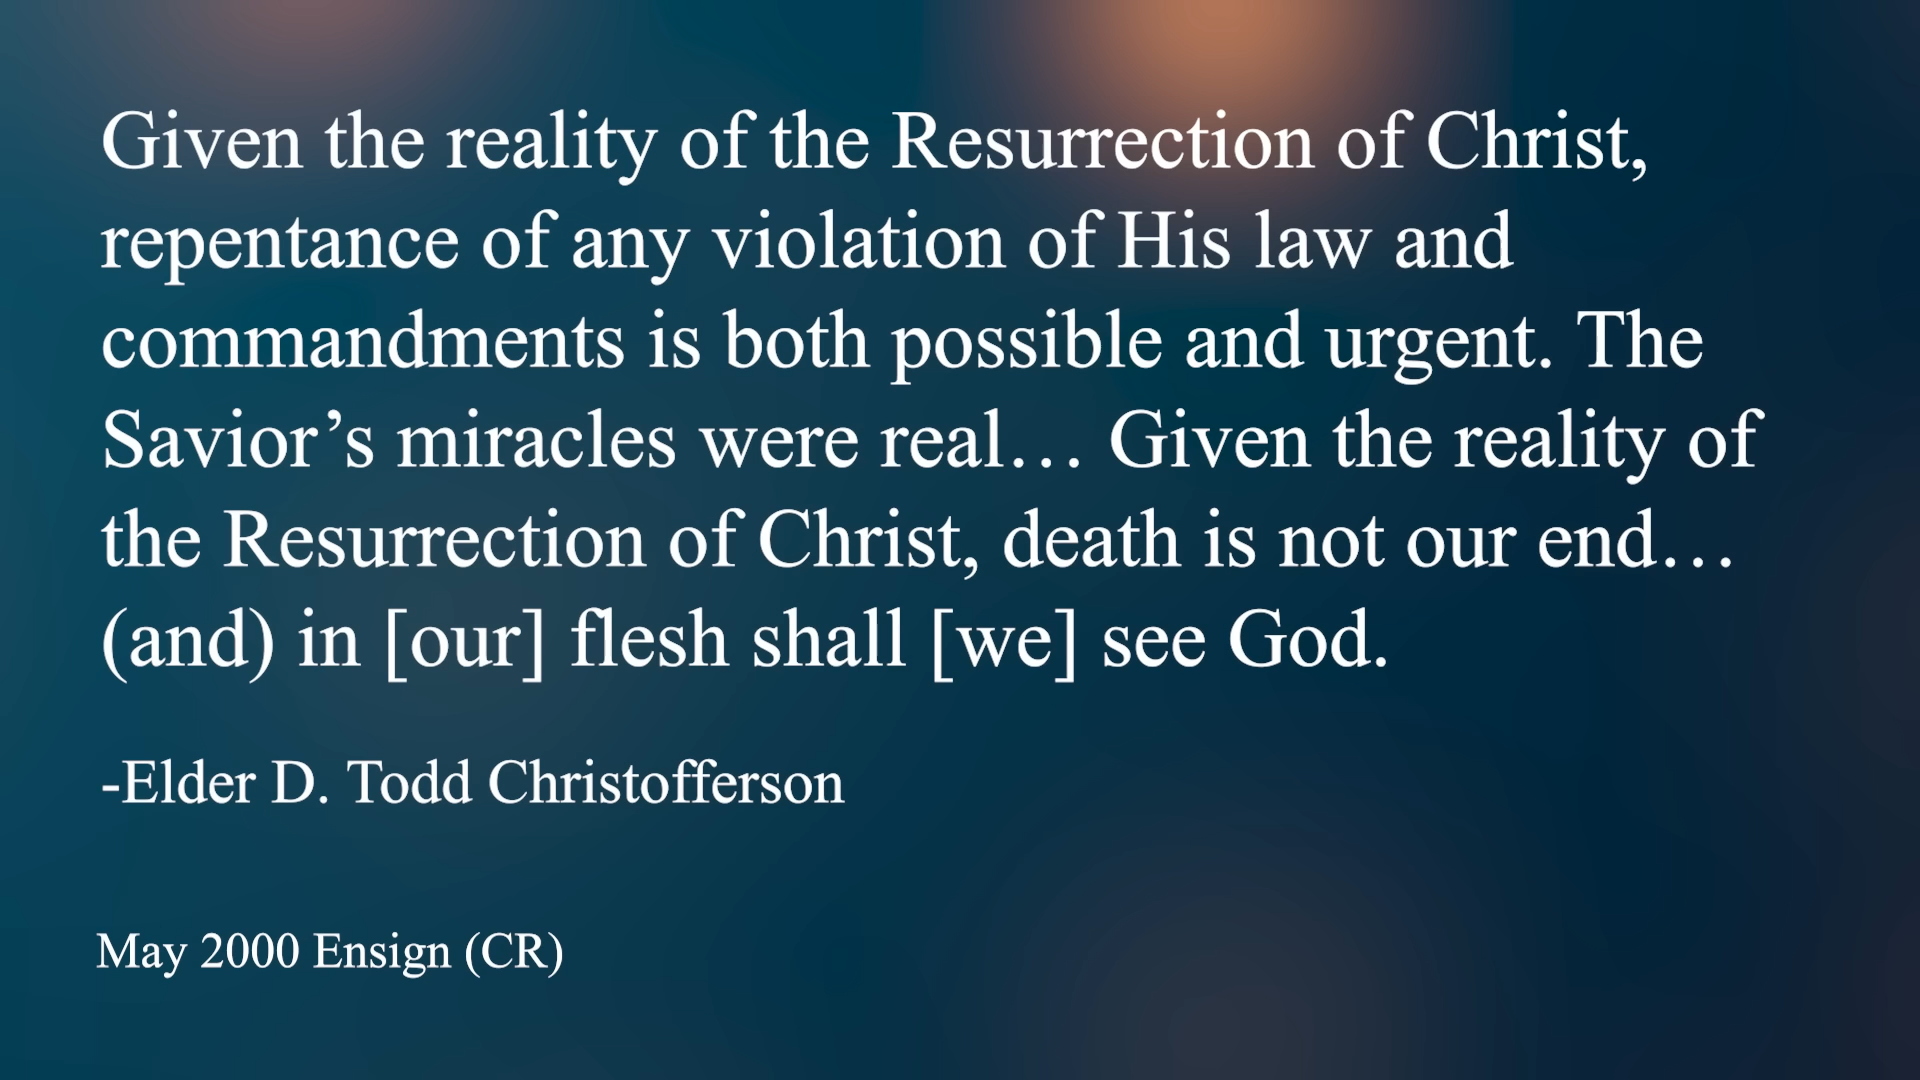 Given the reality of the Resurrection of Christ,
repentance of any violation of His law and
commandments is both possible and urgent. The
Savior’s miracles were real… Given the reality of
the Resurrection of Christ, death is not our end…
(and) in [our] flesh shall [we] see God.
-Elder D. Todd Christofferson
May 2000 Ensign (CR)